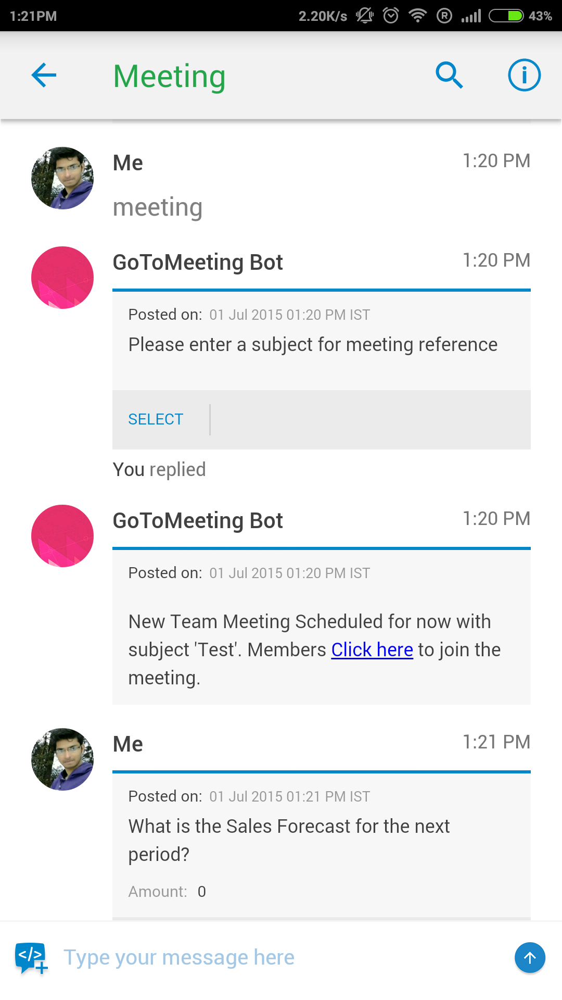 1:21PM 2.20K/s R 43%
Meeting
Me 1:20 PM
meeting
GoToMeeting Bot 1:20 PM
Posted on: 01 Jul 2015 01:20 PM IST
Please enter a subject for meeting reference
SELECT
You replied
GoToMeeting Bot 1:20 PM
Posted on: 01 Jul 2015 01:20 PM IST
New Team Meeting Scheduled for now with
subject 'Test'. Members Click here to join the
meeting.
Me 1:21 PM
Posted on: 01 Jul 2015 01:21 PM IST
What is the Sales Forecast for the next
period?
Amount: 0
Type your message here